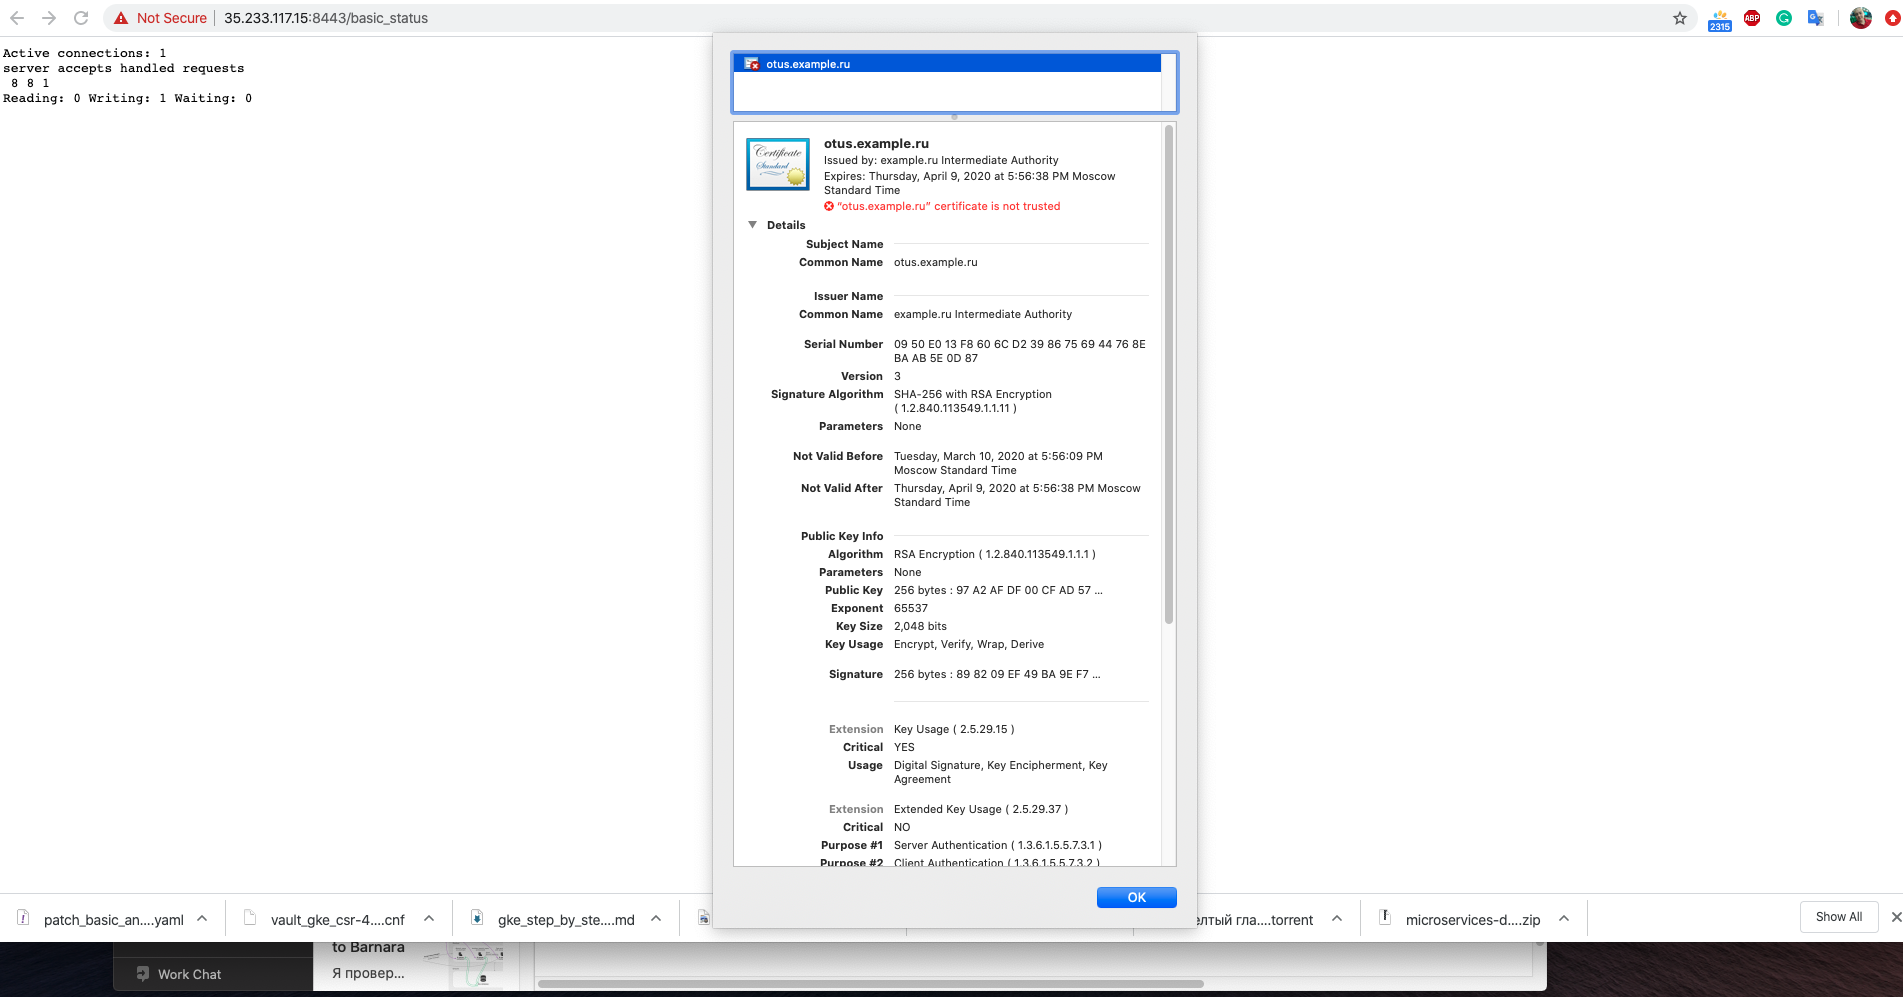 Not Secure 35.233.117.15:8443/basic_status
2315
ABP
Active connections: 1
server accepts handled requests
8 8 1
Reading: 0 Writing: 1 Waiting: 0
otus.example.ru
Certificate
Standard
otus.example.ru
Issued by: example.ru Intermediate Authority
Expires: Thursday, April 9, 2020 at 5:56:38 PM Moscow
Standard Time
“otus.example.ru” certificate is not trusted
Details
Subject Name
Common Name otus.example.ru
Issuer Name
Common Name example.ru Intermediate Authority
Serial Number 09 50 E0 13 F8 60 6C D2 39 86 75 69 44 76 8E
BA AB 5E 0D 87
Version 3
Signature Algorithm SHA-256 with RSA Encryption
( 1.2.840.113549.1.1.11 )
Parameters None
Not Valid Before Tuesday, March 10, 2020 at 5:56:09 PM
Moscow Standard Time
Not Valid After Thursday, April 9, 2020 at 5:56:38 PM Moscow
Standard Time
Public Key Info
Algorithm RSA Encryption ( 1.2.840.113549.1.1.1 )
Parameters None
Public Key 256 bytes : 97 A2 AF DF 00 CF AD 57 ...
Exponent 65537
Key Size 2,048 bits
Key Usage Encrypt, Verify, Wrap, Derive
Signature 256 bytes : 89 82 09 EF 49 BA 9E F7 ...
Extension Key Usage ( 2.5.29.15 )
Critical YES
Usage Digital Signature, Key Encipherment, Key
Agreement
Extension Extended Key Usage ( 2.5.29.37 )
Critical NO
Purpose #1 Server Authentication ( 1.3.6.1.5.5.7.3.1 )
Purpose #2 Client Authentication ( 1.3.6.1.5.5.7.3.2 )
OK
patch_basic_an....yaml
vault_gke_csr-4....cnf
gke_step_by_ste....md
елтый гла....torrent
microservices-d....zip
Show All
to Barnara
Work Chat
Я провер...